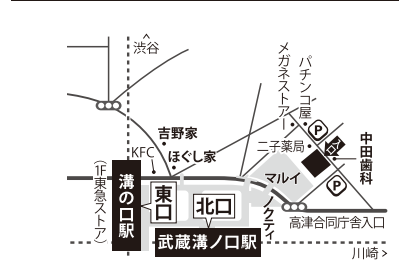 渋谷
メガネストアー
パチンコ屋
P
吉野家
KFC
ほぐし家
二子薬局
中田歯科
P
(1F東急ストア)
溝の口駅
東口
北口
マルイ
ノクティ
高津合同庁舎入口
武蔵溝ノ口駅
川崎>